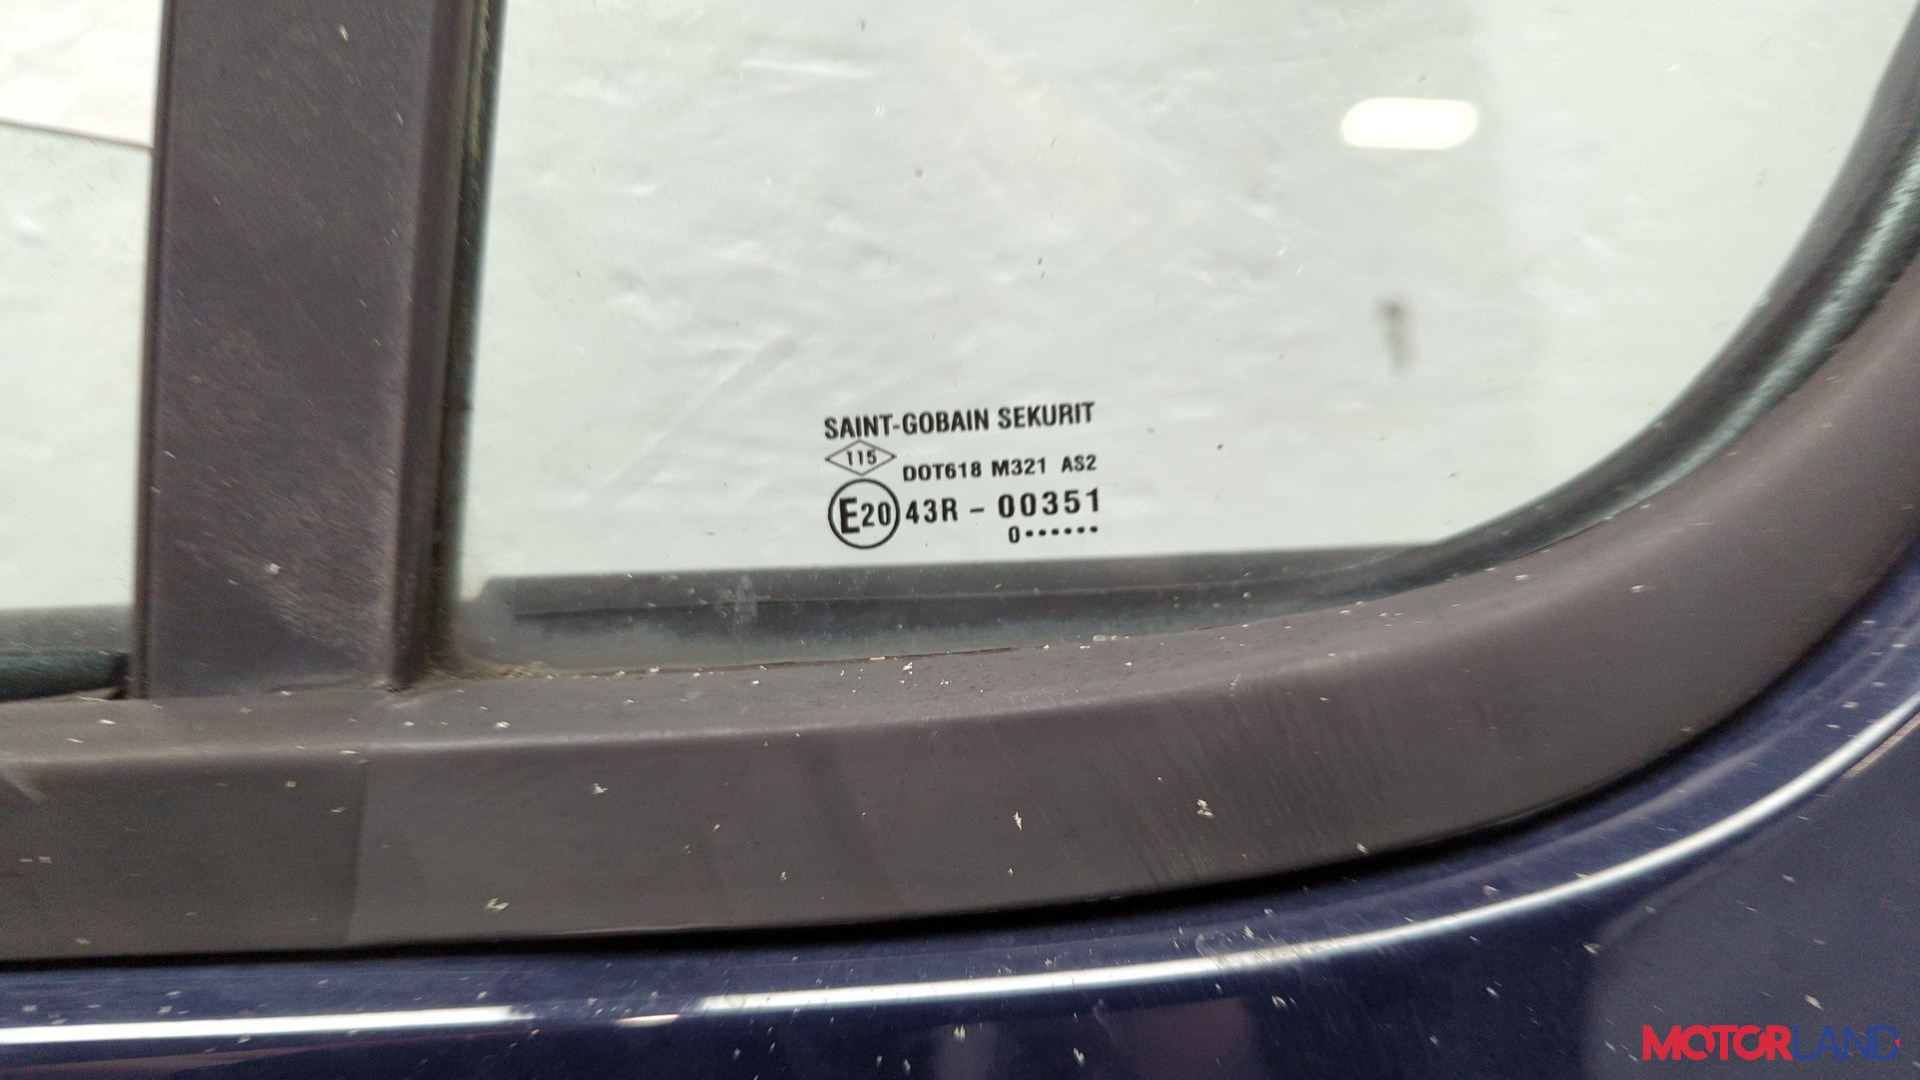 SAINT-GOBAIN SEKURIT
115 DOT618 M321 AS2
E20 43R - 00351
0••••••
MOTORLAND